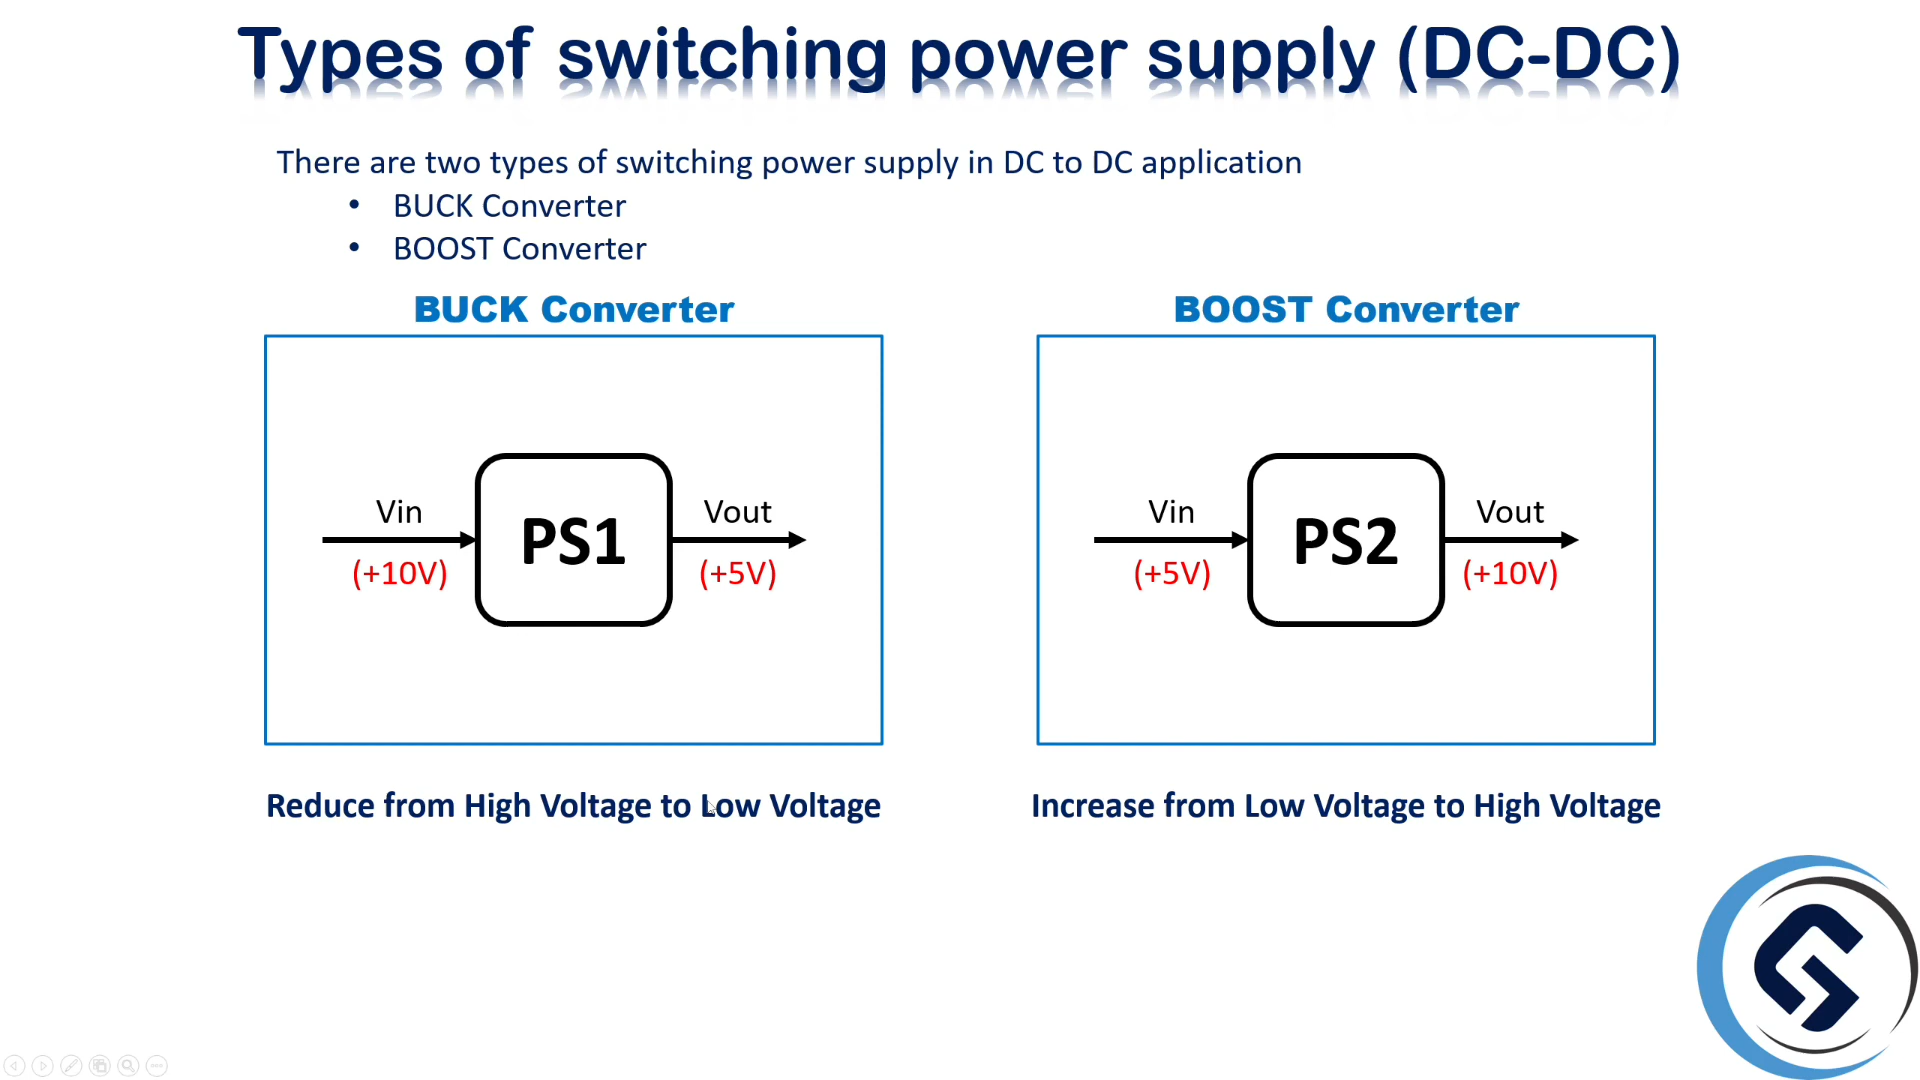 Types of switching power supply (DC-DC)
There are two types of switching power supply in DC to DC application
• BUCK Converter
• BOOST Converter
BUCK Converter
Vin
(+10V)
PS1
Vout
(+5V)
Reduce from High Voltage to Low Voltage
BOOST Converter
Vin
(+5V)
PS2
Vout
(+10V)
Increase from Low Voltage to High Voltage